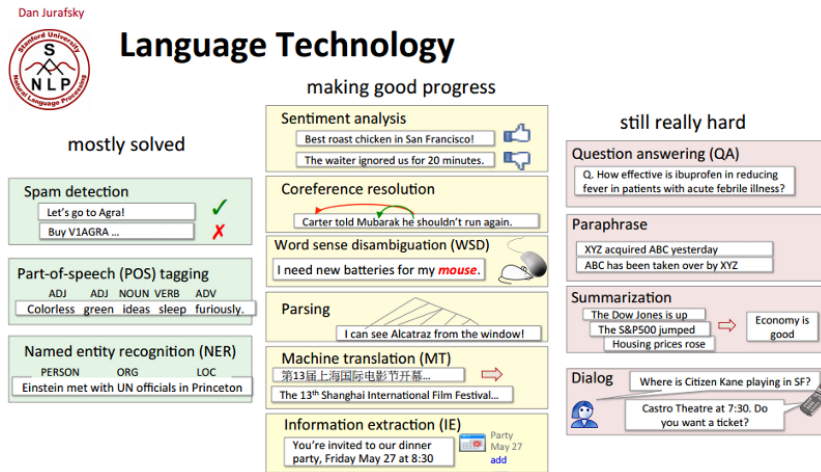 Dan Jurafsky
Stanford University
S
NLP
Natural Language Processing
Language Technology
mostly solved
Spam detection
Let's go to Agra!
✓
Buy V1AGRA …
✗
Part-of-speech (POS) tagging
ADJ ADJ NOUN VERB ADV
Colorless green ideas sleep furiously.
Named entity recognition (NER)
PERSON ORG LOC
Einstein met with UN officials in Princeton
making good progress
Sentiment analysis
Best roast chicken in San Francisco!
The waiter ignored us for 20 minutes.
Coreference resolution
Carter told Mubarak he shouldn't run again.
Word sense disambiguation (WSD)
I need new batteries for my mouse.
Parsing
I can see Alcatraz from the window!
Machine translation (MT)
第13届上海国际电影节开幕…
The 13th Shanghai International Film Festival…
Information extraction (IE)
You're invited to our dinner
party, Friday May 27 at 8:30
Party
May 27
add
still really hard
Question answering (QA)
Q. How effective is ibuprofen in reducing
fever in patients with acute febrile illness?
Paraphrase
XYZ acquired ABC yesterday
ABC has been taken over by XYZ
Summarization
The Dow Jones is up
The S&P500 jumped
Housing prices rose
Economy is
good
Dialog
Where is Citizen Kane playing in SF?
Castro Theatre at 7:30. Do
you want a ticket?